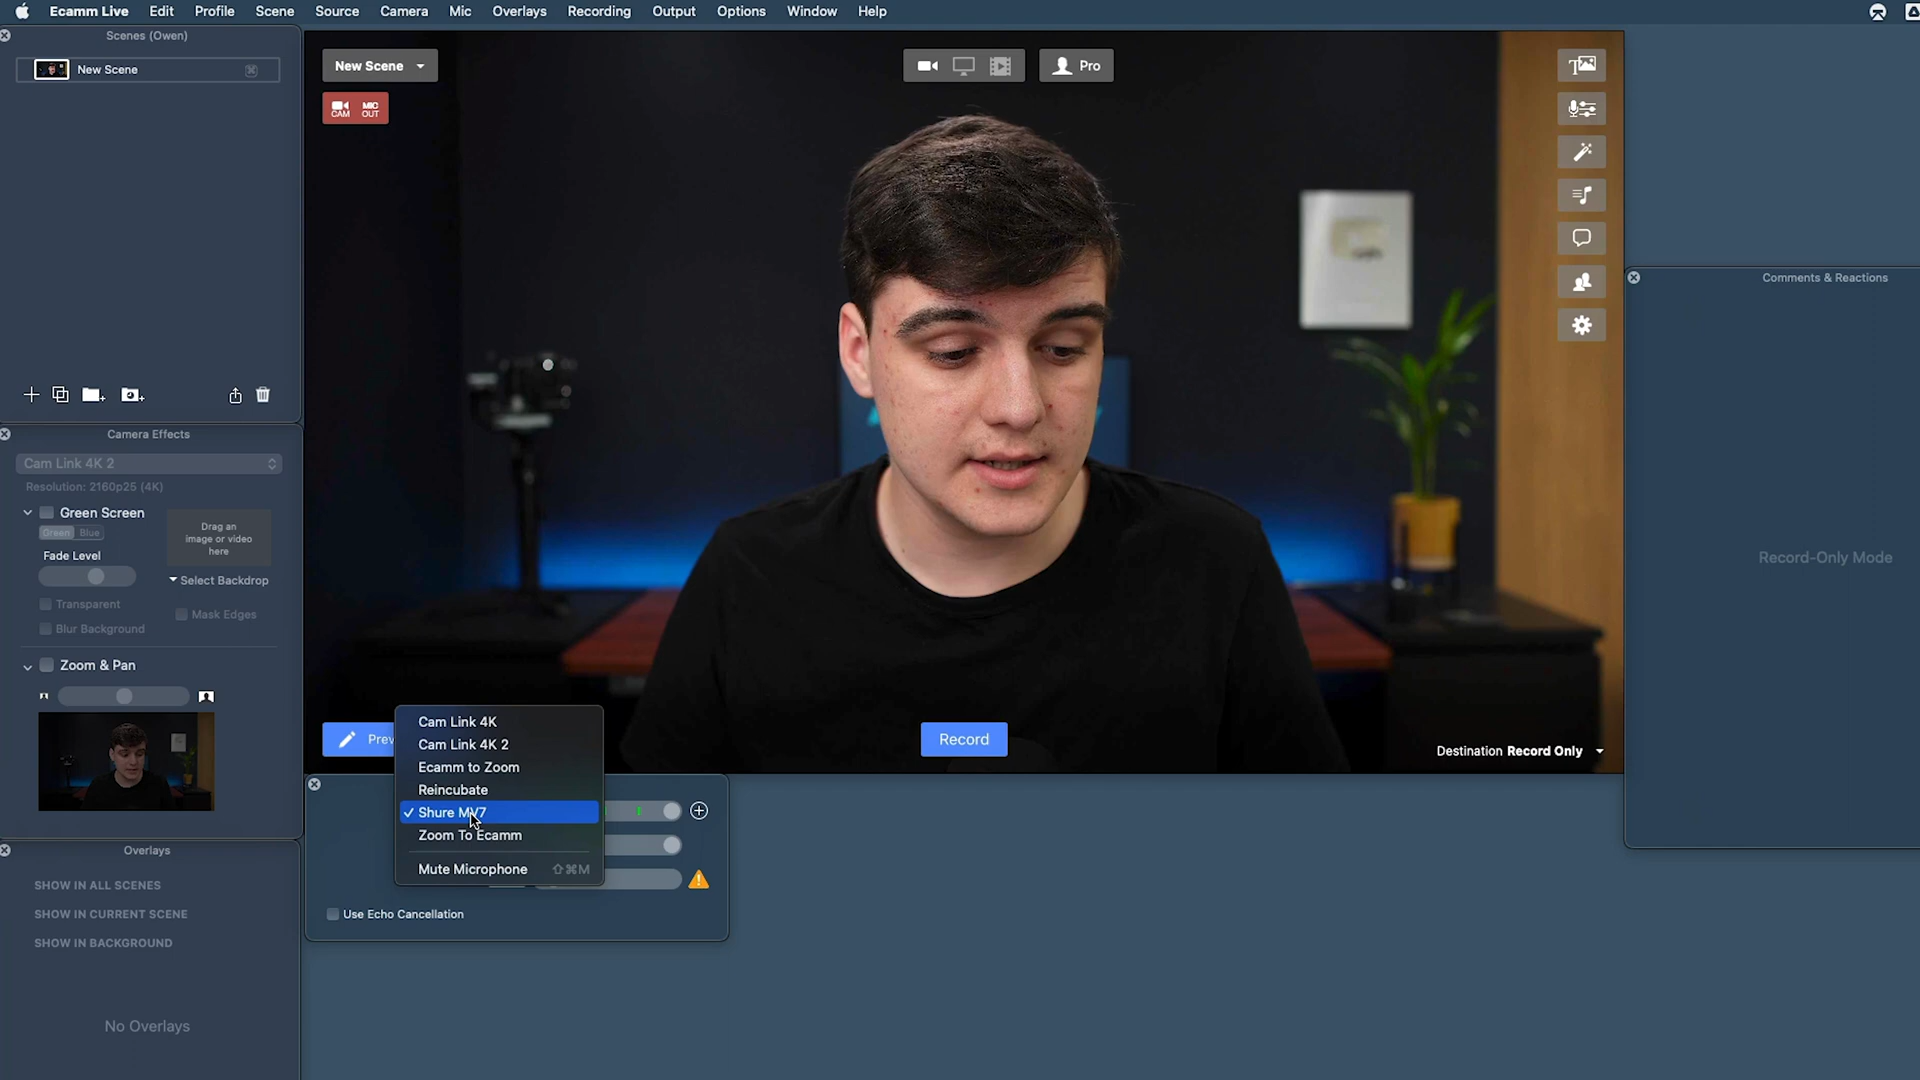 Ecamm Live Edit Profile Scene Source Camera Mic Overlays Recording Output Options Window Help
Scenes (Owen)
New Scene
New Scene
Pro
CAM
MIC
OUT
Camera Effects
Cam Link 4K 2
Resolution: 2160p25 (4K)
Green Screen
Green Blue
Fade Level
Drag an
image or video
here
Select Backdrop
Transparent
Mask Edges
Blur Background
Zoom & Pan
Overlays
SHOW IN ALL SCENES
SHOW IN CURRENT SCENE
SHOW IN BACKGROUND
No Overlays
Prev
Cam Link 4K
Cam Link 4K 2
Ecamm to Zoom
Reincubate
✓ Shure MV7
Zoom To Ecamm
Mute Microphone ⇧⌘M
Use Echo Cancellation
Record
Destination Record Only
Comments & Reactions
Record-Only Mode